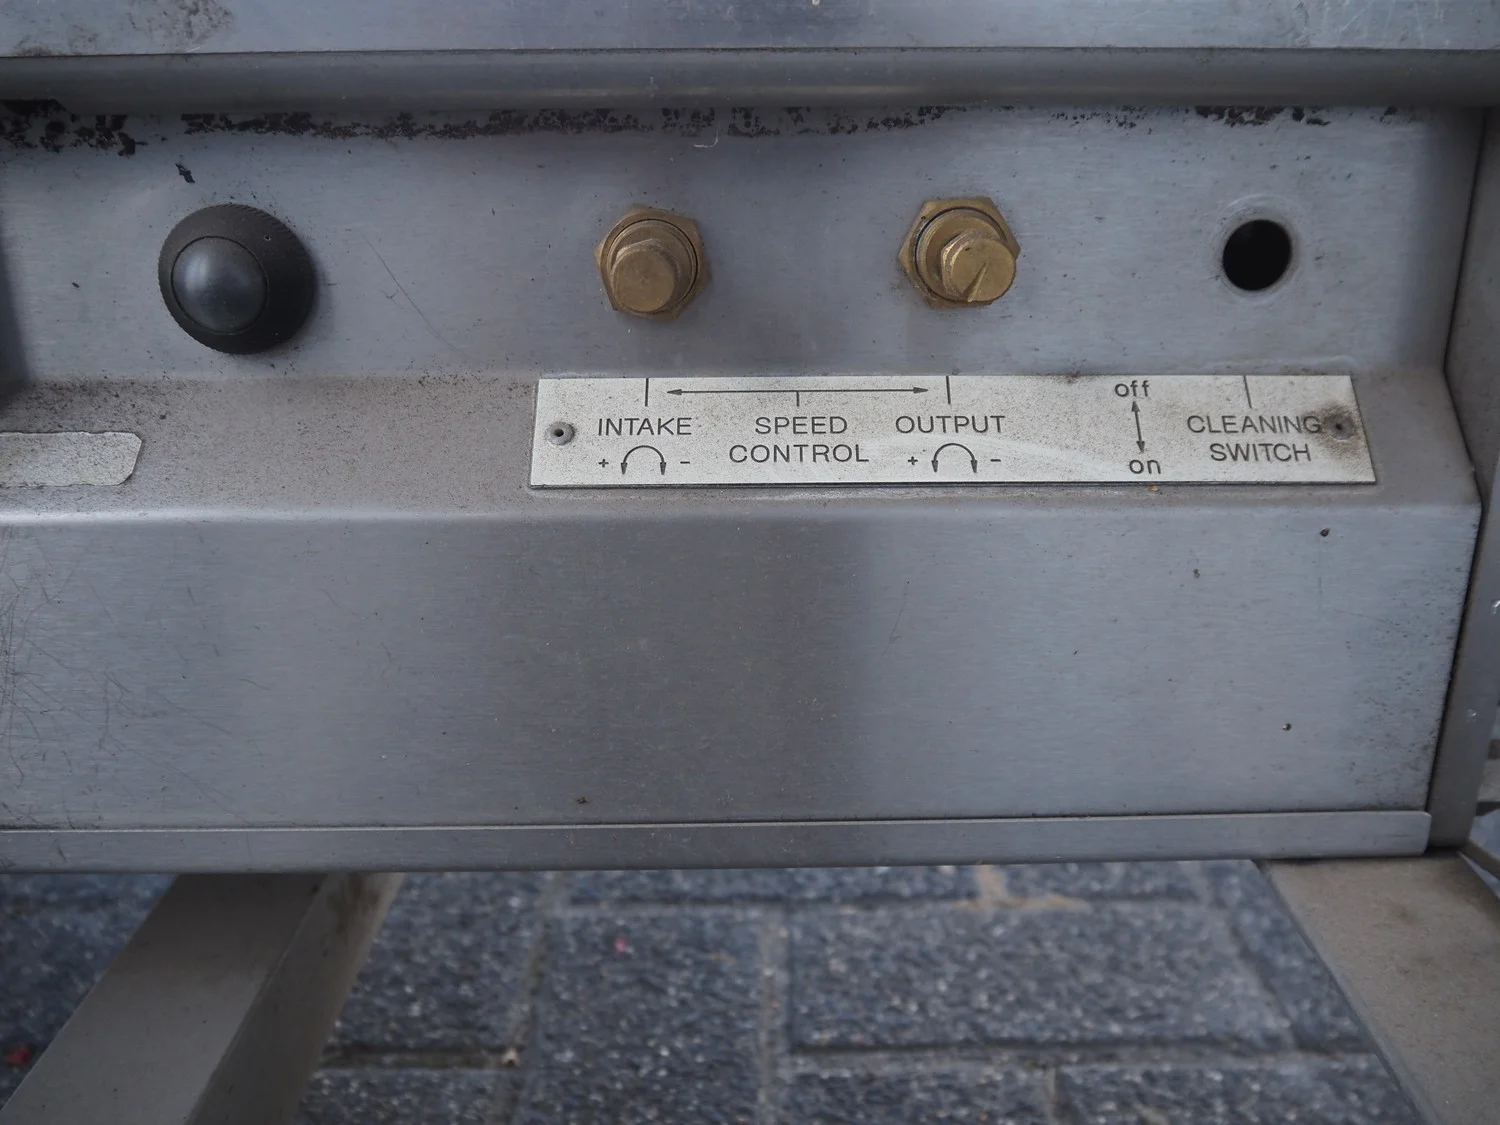 INTAKE
+ -
SPEED
CONTROL
OUTPUT
+ -
off
on
CLEANING
SWITCH